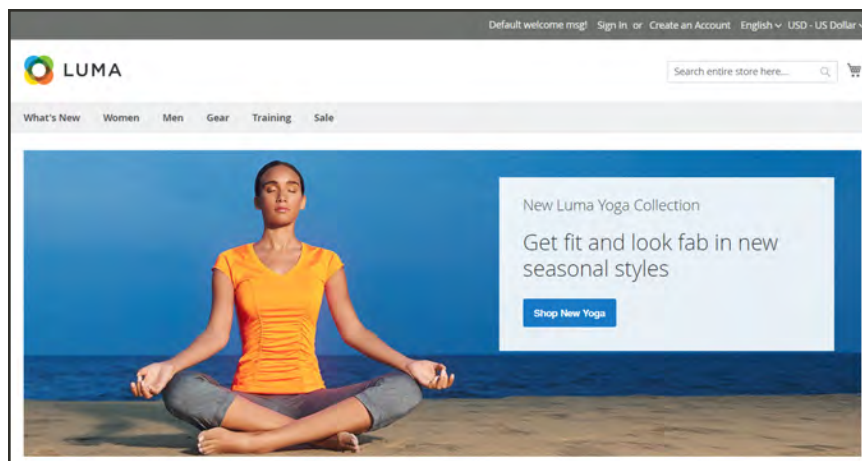 Default welcome msg! Sign In or Create an Account English USD - US Dollar
LUMA
Search entire store here...
What's New Women Men Gear Training Sale
New Luma Yoga Collection
Get fit and look fab in new
seasonal styles
Shop New Yoga